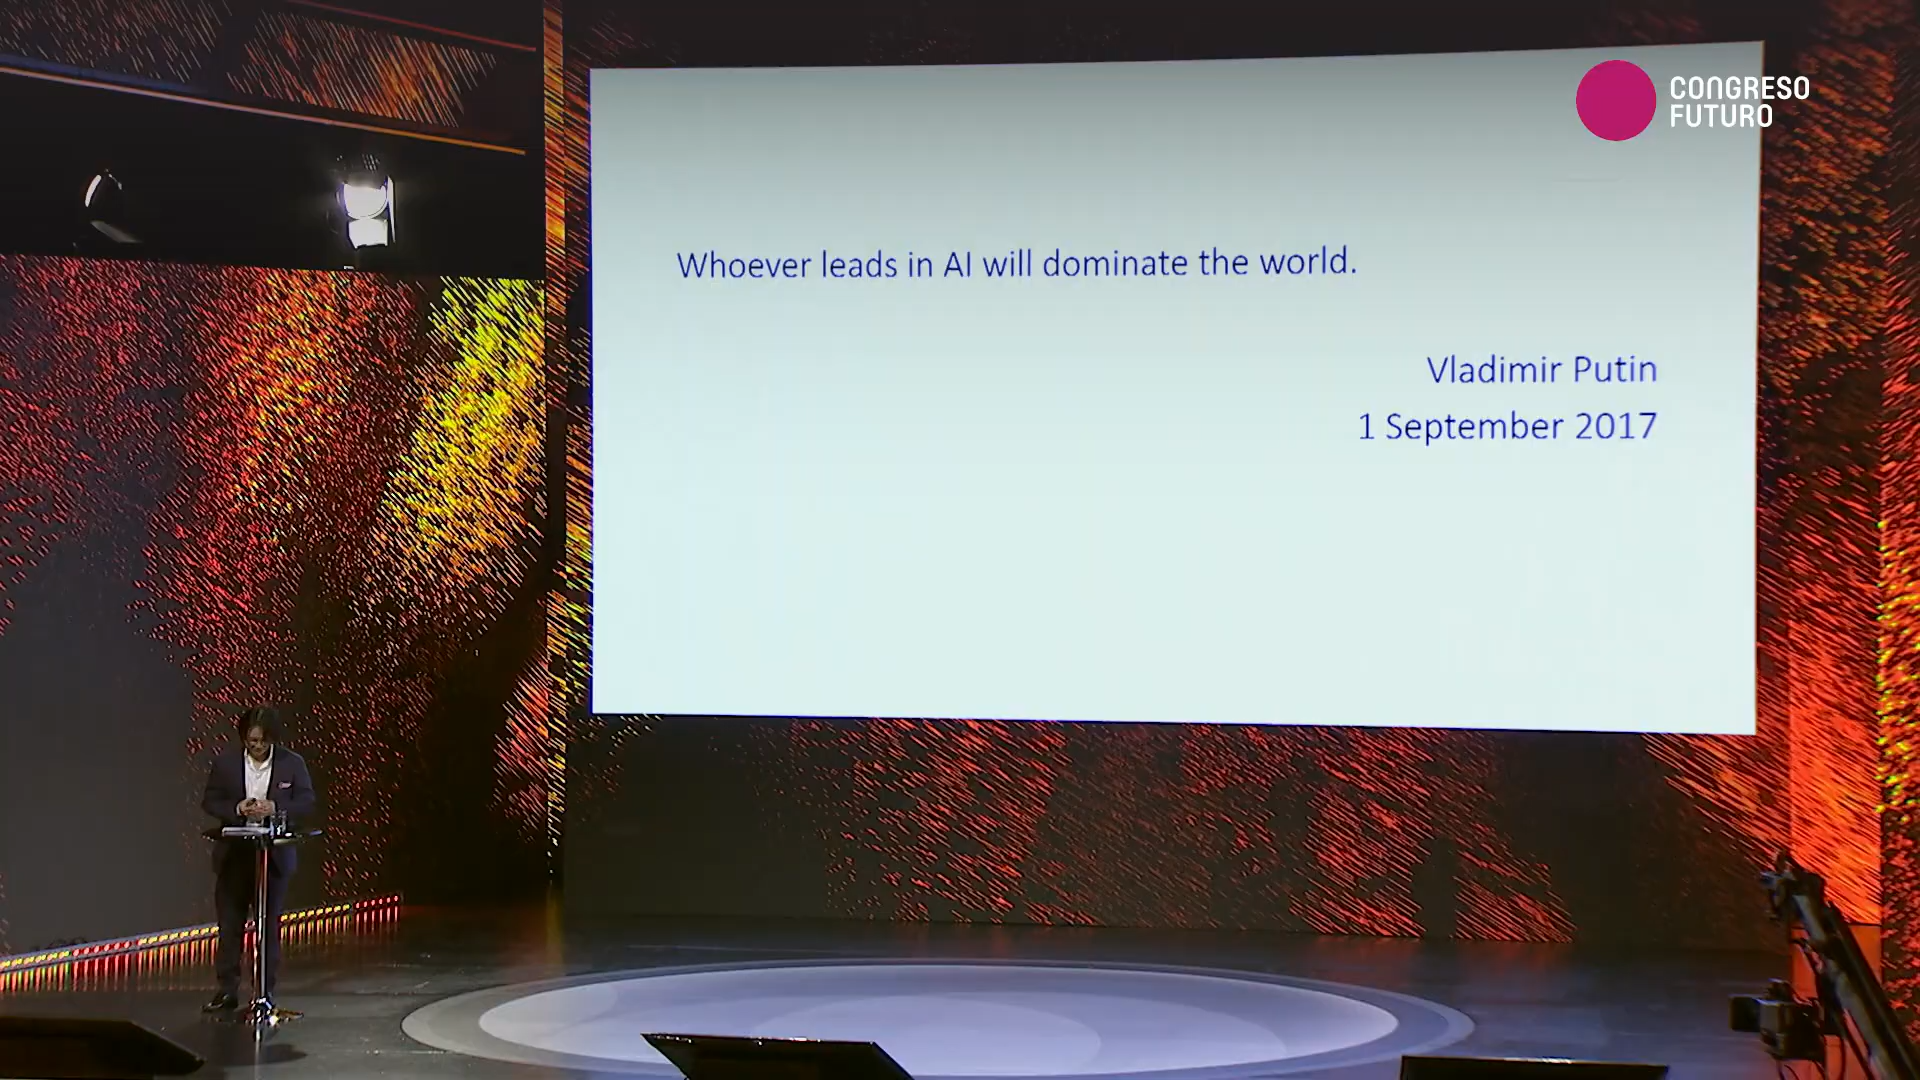 CONGRESO
FUTURO
Whoever leads in AI will dominate the world.
Vladimir Putin
1 September 2017